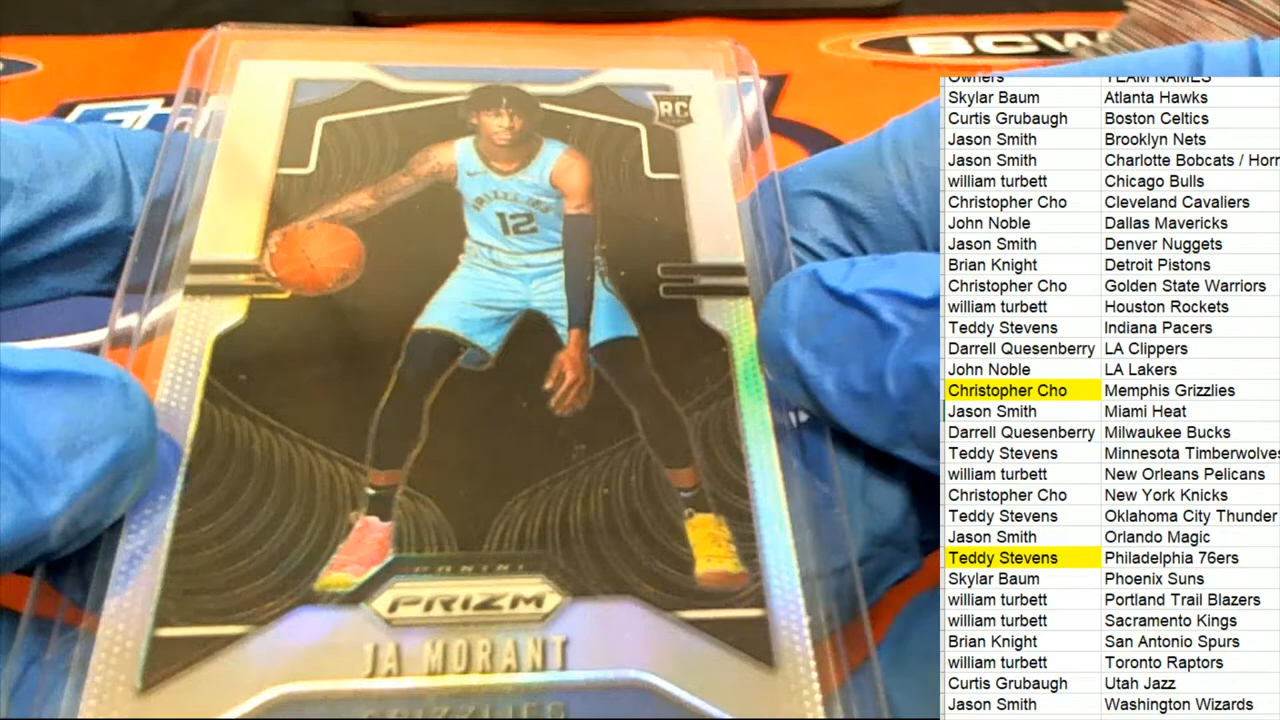 BCW
RC
GRIZZLIES
12
PANINI
PRIZM
JA MORANT
GRIZZLIES
Owners TEAM NAMES
Skylar Baum Atlanta Hawks
Curtis Grubaugh Boston Celtics
Jason Smith Brooklyn Nets
Jason Smith Charlotte Bobcats / Horn
william turbett Chicago Bulls
Christopher Cho Cleveland Cavaliers
John Noble Dallas Mavericks
Jason Smith Denver Nuggets
Brian Knight Detroit Pistons
Christopher Cho Golden State Warriors
william turbett Houston Rockets
Teddy Stevens Indiana Pacers
Darrell Quesenberry LA Clippers
John Noble LA Lakers
Christopher Cho Memphis Grizzlies
Jason Smith Miami Heat
Darrell Quesenberry Milwaukee Bucks
Teddy Stevens Minnesota Timberwolves
william turbett New Orleans Pelicans
Christopher Cho New York Knicks
Teddy Stevens Oklahoma City Thunder
Jason Smith Orlando Magic
Teddy Stevens Philadelphia 76ers
Skylar Baum Phoenix Suns
william turbett Portland Trail Blazers
william turbett Sacramento Kings
Brian Knight San Antonio Spurs
william turbett Toronto Raptors
Curtis Grubaugh Utah Jazz
Jason Smith Washington Wizards